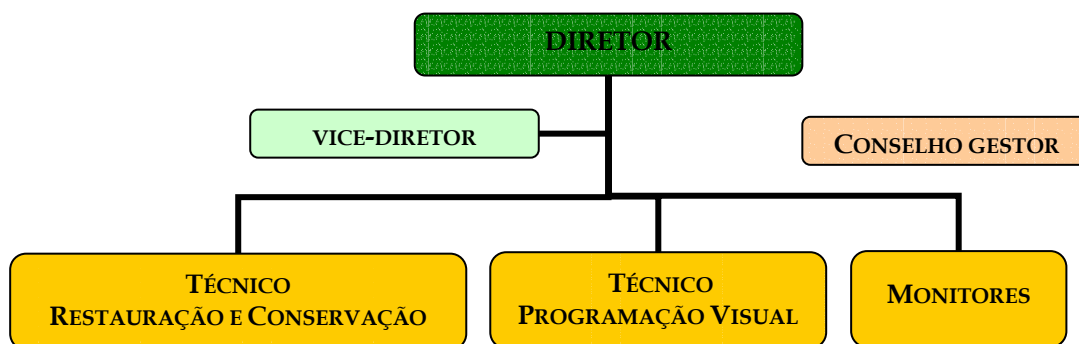 DIRETOR
VICE-DIRETOR
CONSELHO GESTOR
TÉCNICO
RESTAURAÇÃO E CONSERVAÇÃO
TÉCNICO
PROGRAMAÇÃO VISUAL
MONITORES